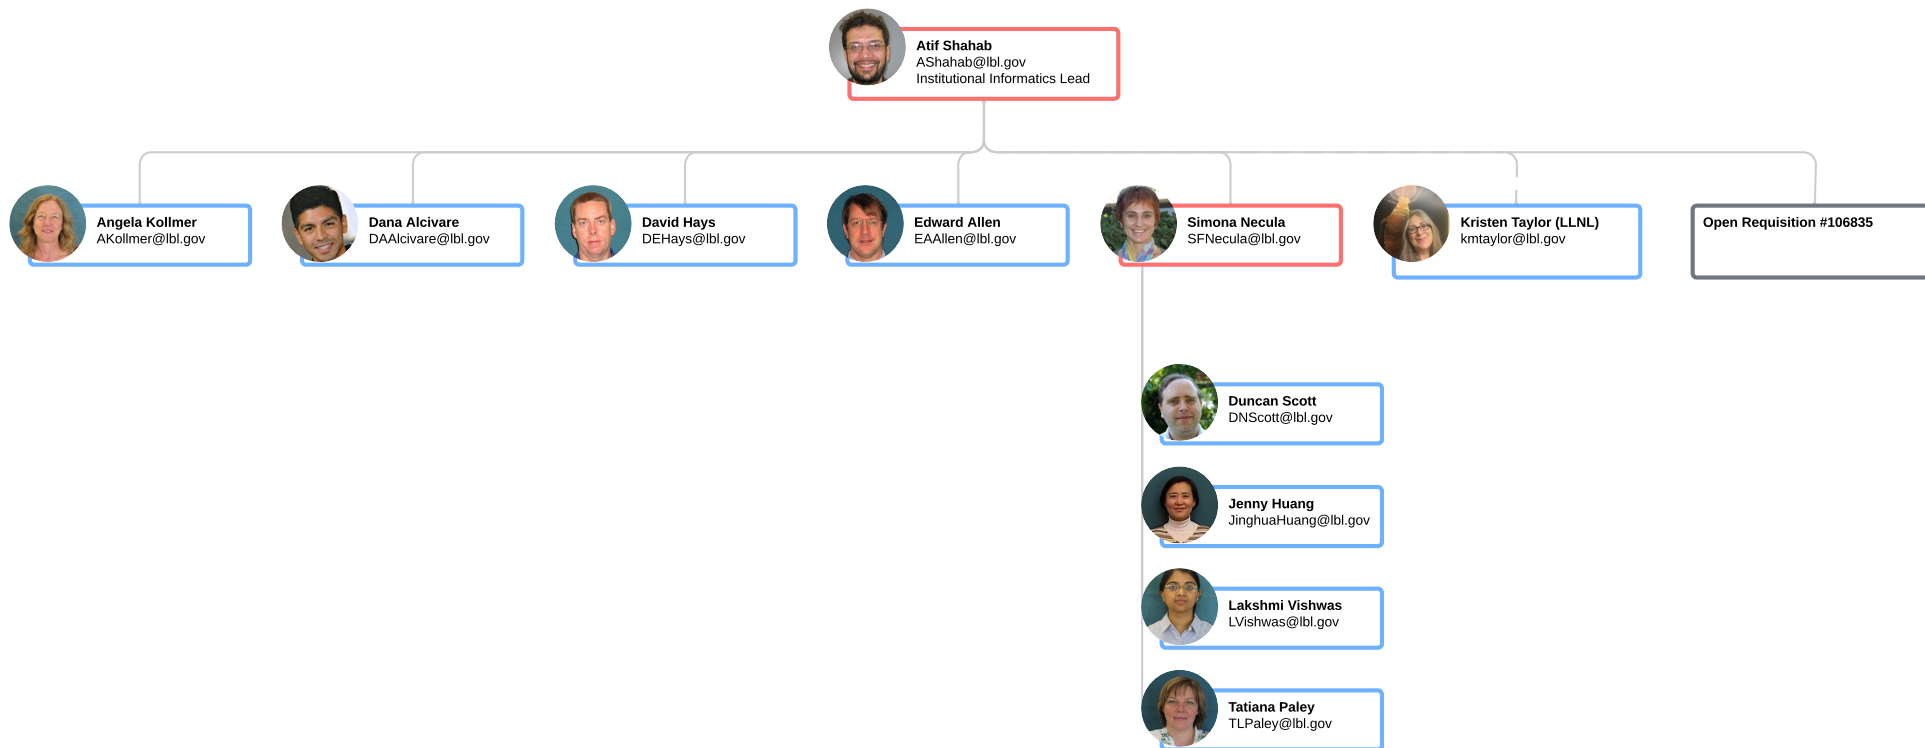 Atif Shahab
AShahab@lbl.gov
Institutional Informatics Lead
Angela Kollmer
AKollmer@lbl.gov
Dana Alcivare
DAAlcivare@lbl.gov
David Hays
DEHays@lbl.gov
Edward Allen
EAAllen@lbl.gov
Simona Necula
SFNecula@lbl.gov
Kristen Taylor (LLNL)
kmtaylor@lbl.gov
Open Requisition #106835
Duncan Scott
DNScott@lbl.gov
Jenny Huang
JinghuaHuang@lbl.gov
Lakshmi Vishwas
LVishwas@lbl.gov
Tatiana Paley
TLPaley@lbl.gov